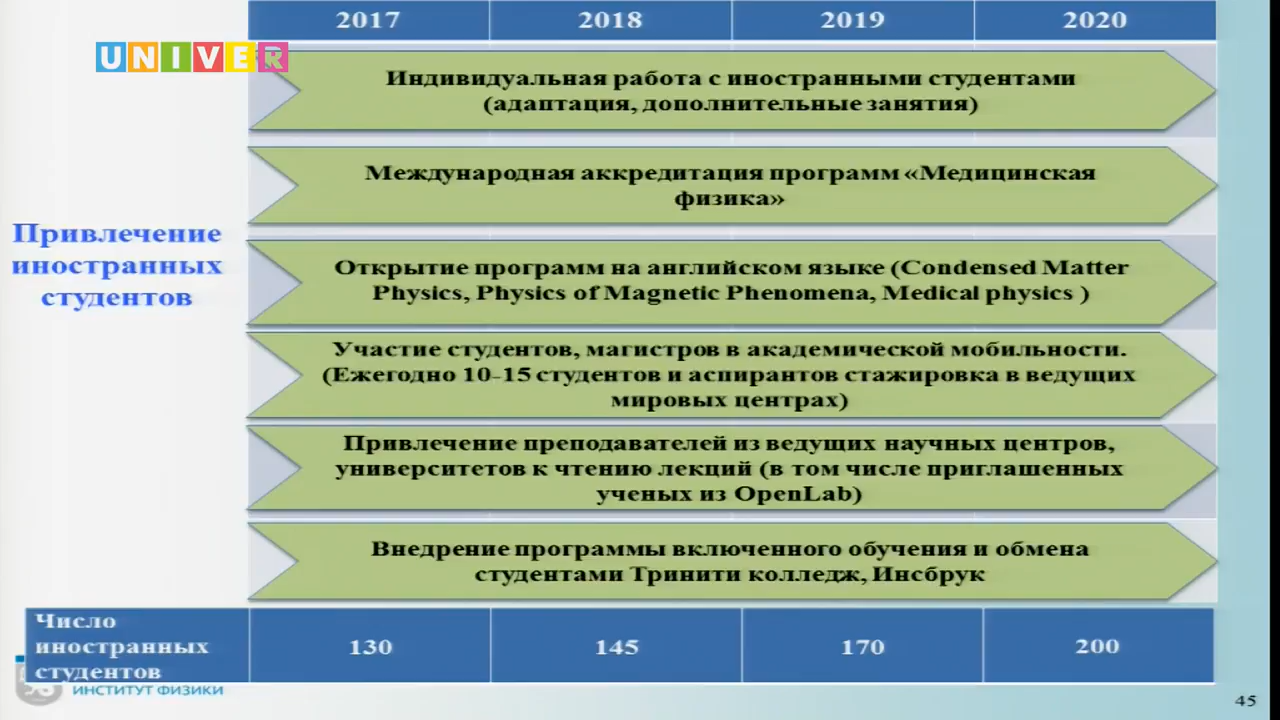 2017 2018 2019 2020
UNIVER
Индивидуальная работа с иностранными студентами
(адаптация, дополнительные занятия)
Международная аккредитация программ «Медицинская
физика»
Привлечение
иностранных
студентов
Открытие программ на английском языке (Condensed Matter
Physics, Physics of Magnetic Phenomena, Medical physics )
Участие студентов, магистров в академической мобильности.
(Ежегодно 10-15 студентов и аспирантов стажировка в ведущих
мировых центрах)
Привлечение преподавателей из ведущих научных центров,
университетов к чтению лекций (в том числе приглашенных
ученых из OpenLab)
Внедрение программы включенного обучения и обмена
студентами Тринити колледж, Инсбрук
Число
иностранных
студентов
130 145 170 200
ИНСТИТУТ ФИЗИКИ
45